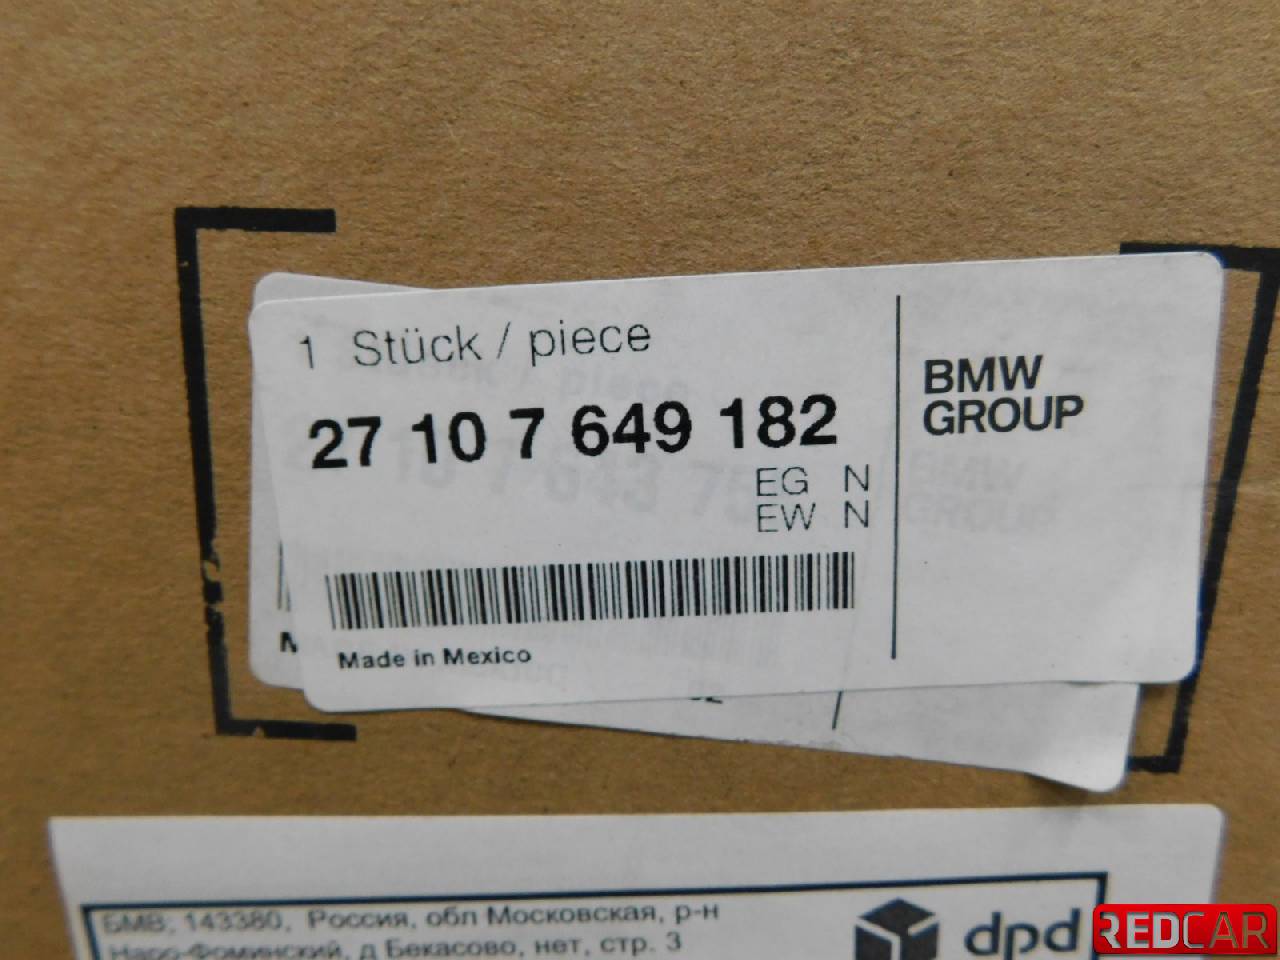 1 Stück / piece
27 10 7 649 182
EG N
EW N
BMW
GROUP
Made in Mexico
БМВ, 143380, Россия, обл Московская, р-н
Наро-Фоминский, д Бекасово, нет, стр. 3
dpd
REDCAR